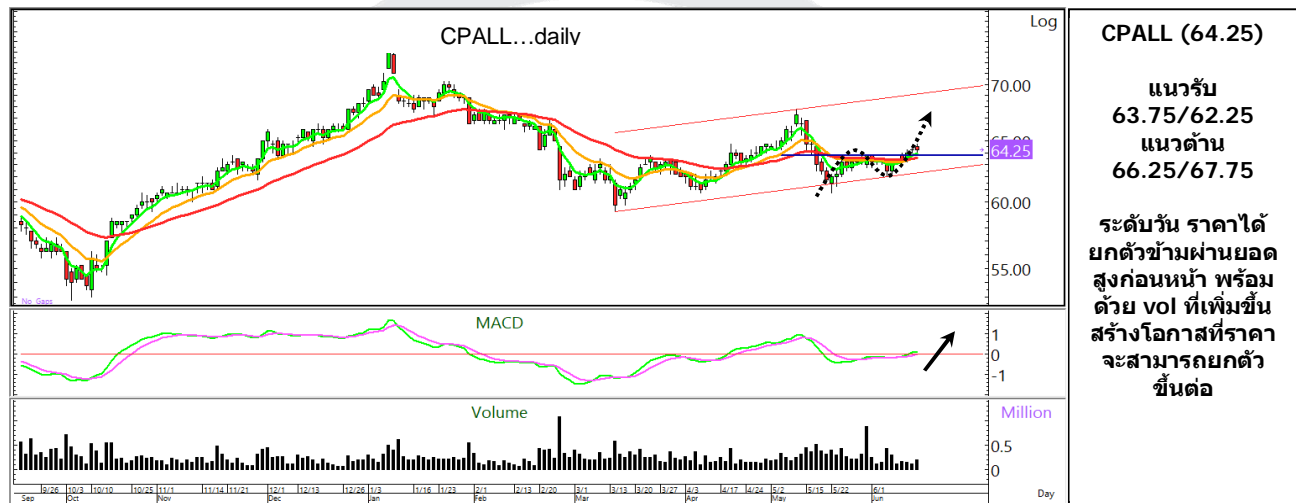 CPALL...daily
Log
70.00
65.00
64.25
60.00
55.00
No Gaps
MACD
1
0
-1
Volume
Million
0.5
0
9/26 10/3 10/10 10/25 11/1 11/14 11/21 12/1 12/13 12/26 1/3 1/16 1/23 2/1 2/13 2/20 3/1 3/13 3/20 3/27 4/3 4/17 4/24 5/2 5/15 5/22 6/1
Sep Oct Nov Dec Jan Feb Mar Apr May Jun
Day
CPALL (64.25)
แนวรับ
63.75/62.25
แนวต้าน
66.25/67.75
ระดับวัน ราคาได้
ยกตัวข้ามผ่านยอด
สูงก่อนหน้า พร้อม
ด้วย vol ที่เพิ่มขึ้น
สร้างโอกาสที่ราคา
จะสามารถยกตัว
ขึ้นต่อ